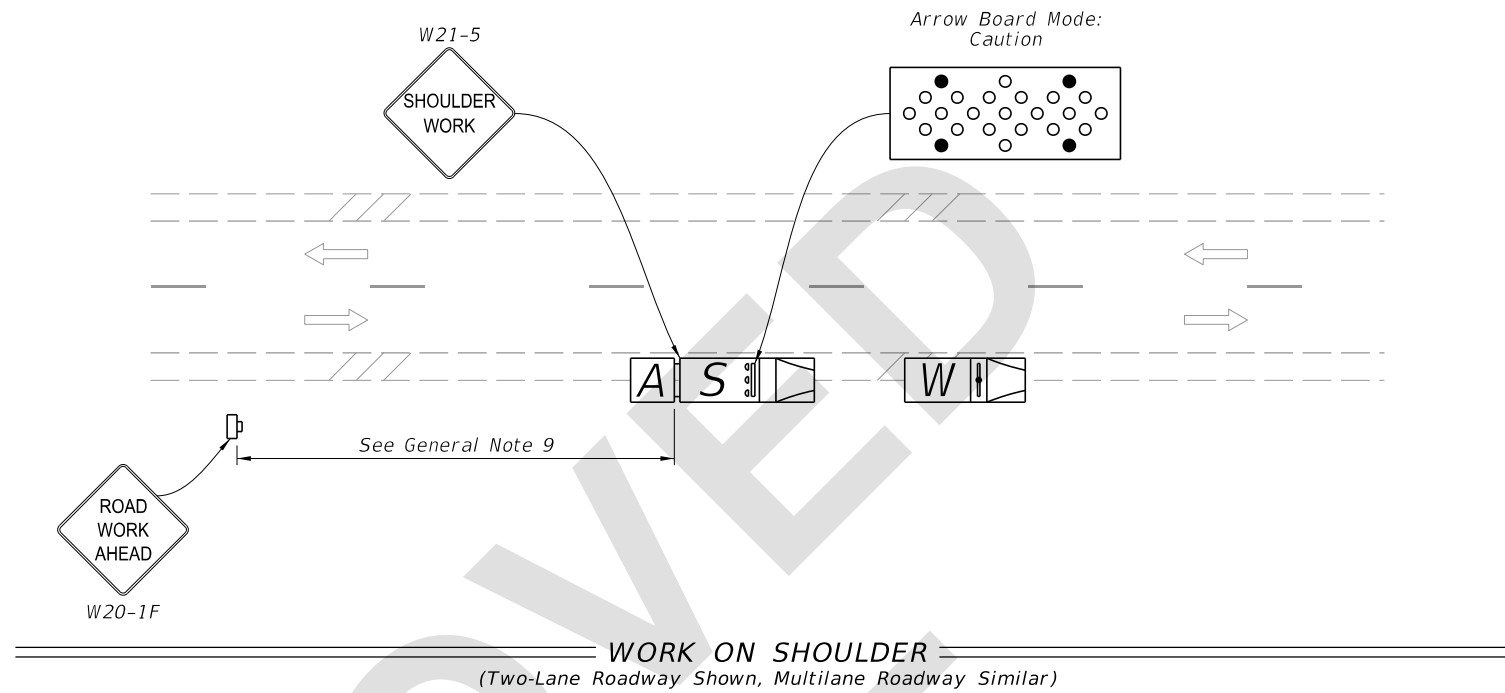 W21-5
SHOULDER
WORK
Arrow Board Mode:
Caution
A S W
See General Note 9
ROAD
WORK
AHEAD
W20-1F
WORK ON SHOULDER
(Two-Lane Roadway Shown, Multilane Roadway Similar)
OVED